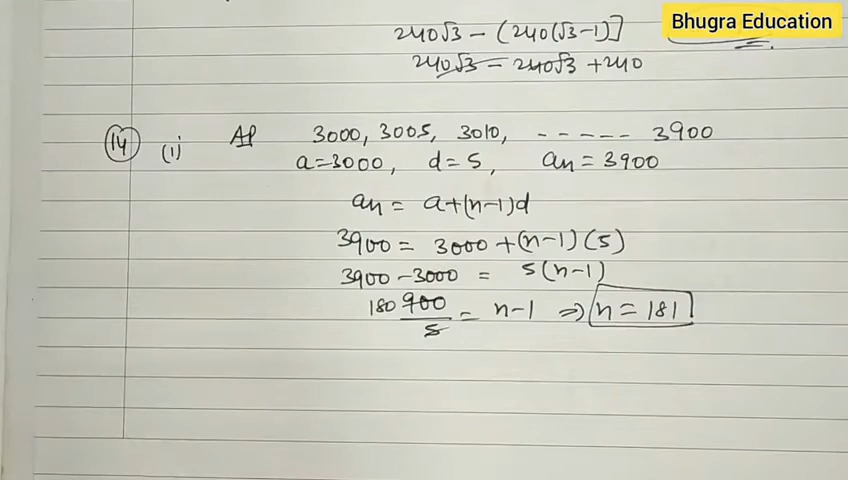 Bhugra Education
240√3 - (240(√3-1)]
240√3 - 240√3 + 240
14 (i) AP 3000, 3005, 3010, ----- 3900
a=3000, d=5, an=3900
an = a+(n-1)d
3900 = 3000+(n-1)(5)
3900-3000 = 5(n-1)
180 900/5 = n-1 ⇒ n=181